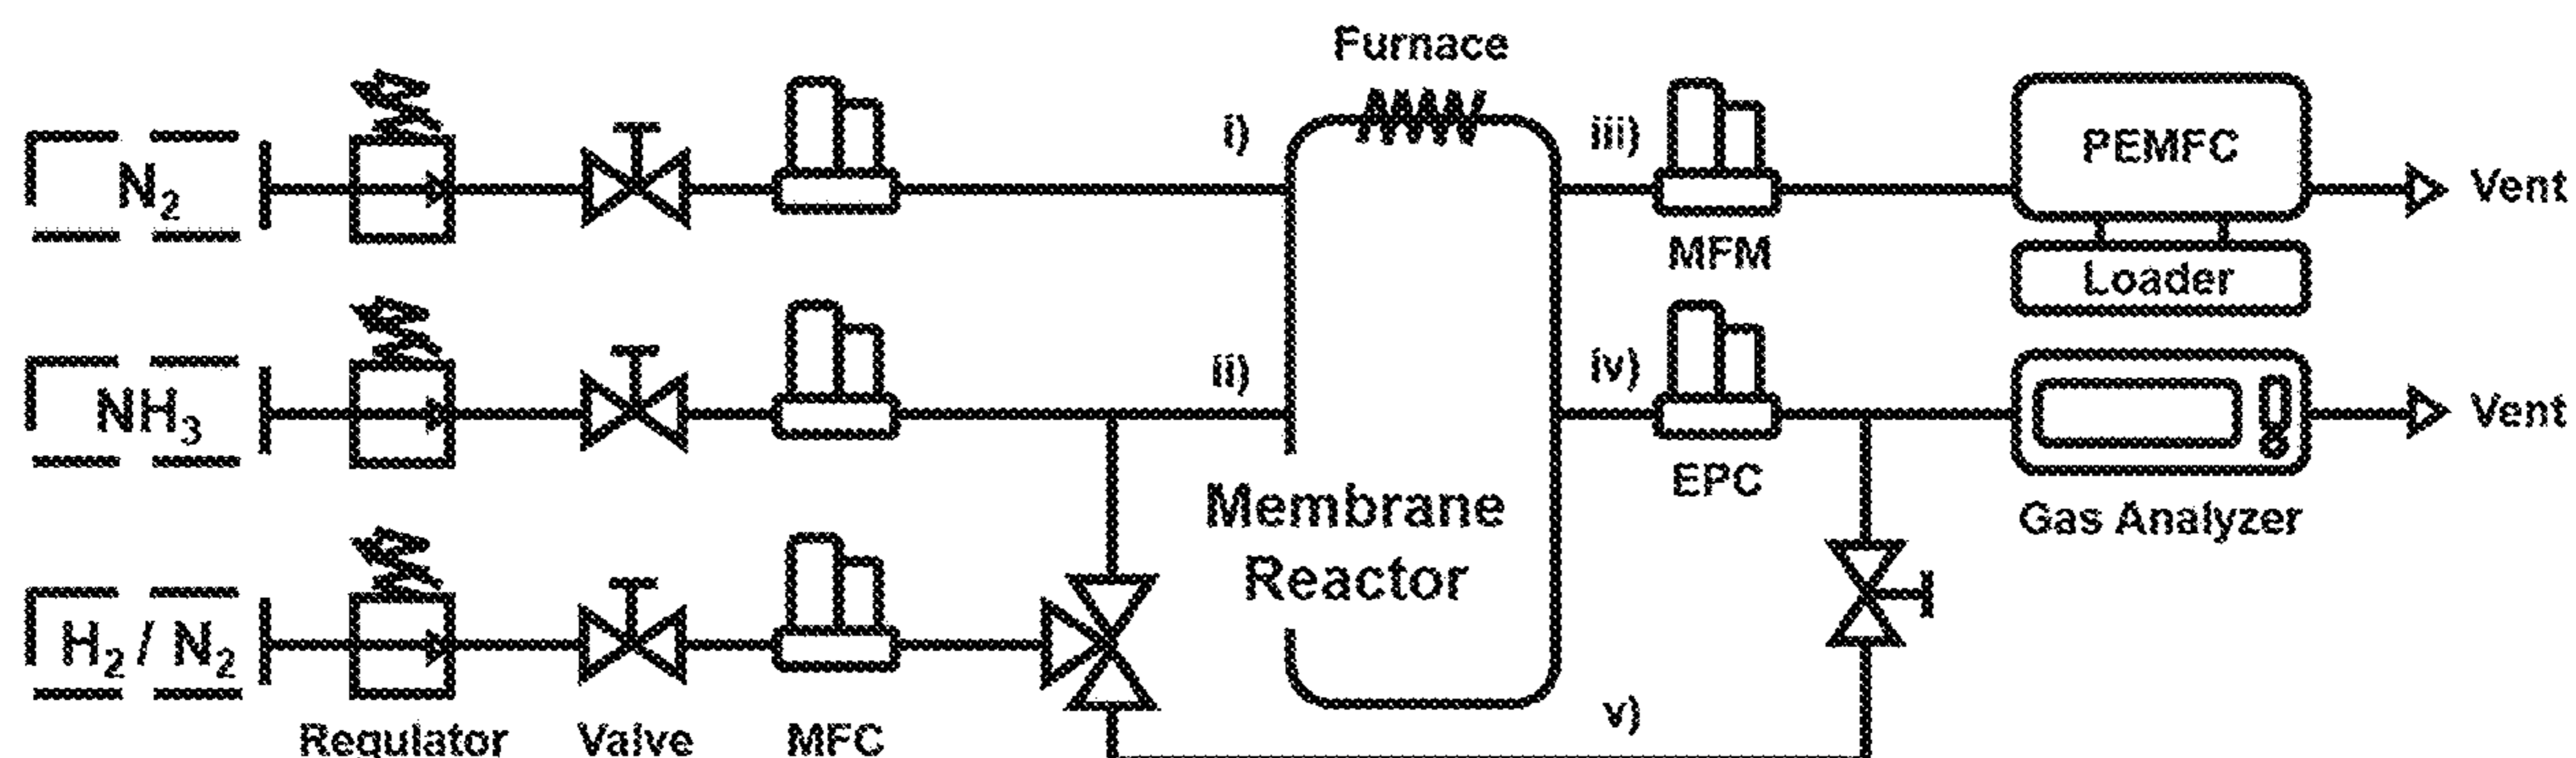 Furnace
i)
iii)
N₂
PEMFC
Vent
MFM
Loader
ii)
iv)
NH₃
Vent
EPC
Membrane
Reactor
Gas Analyzer
H₂ / N₂
v)
Regulator
Valve
MFC